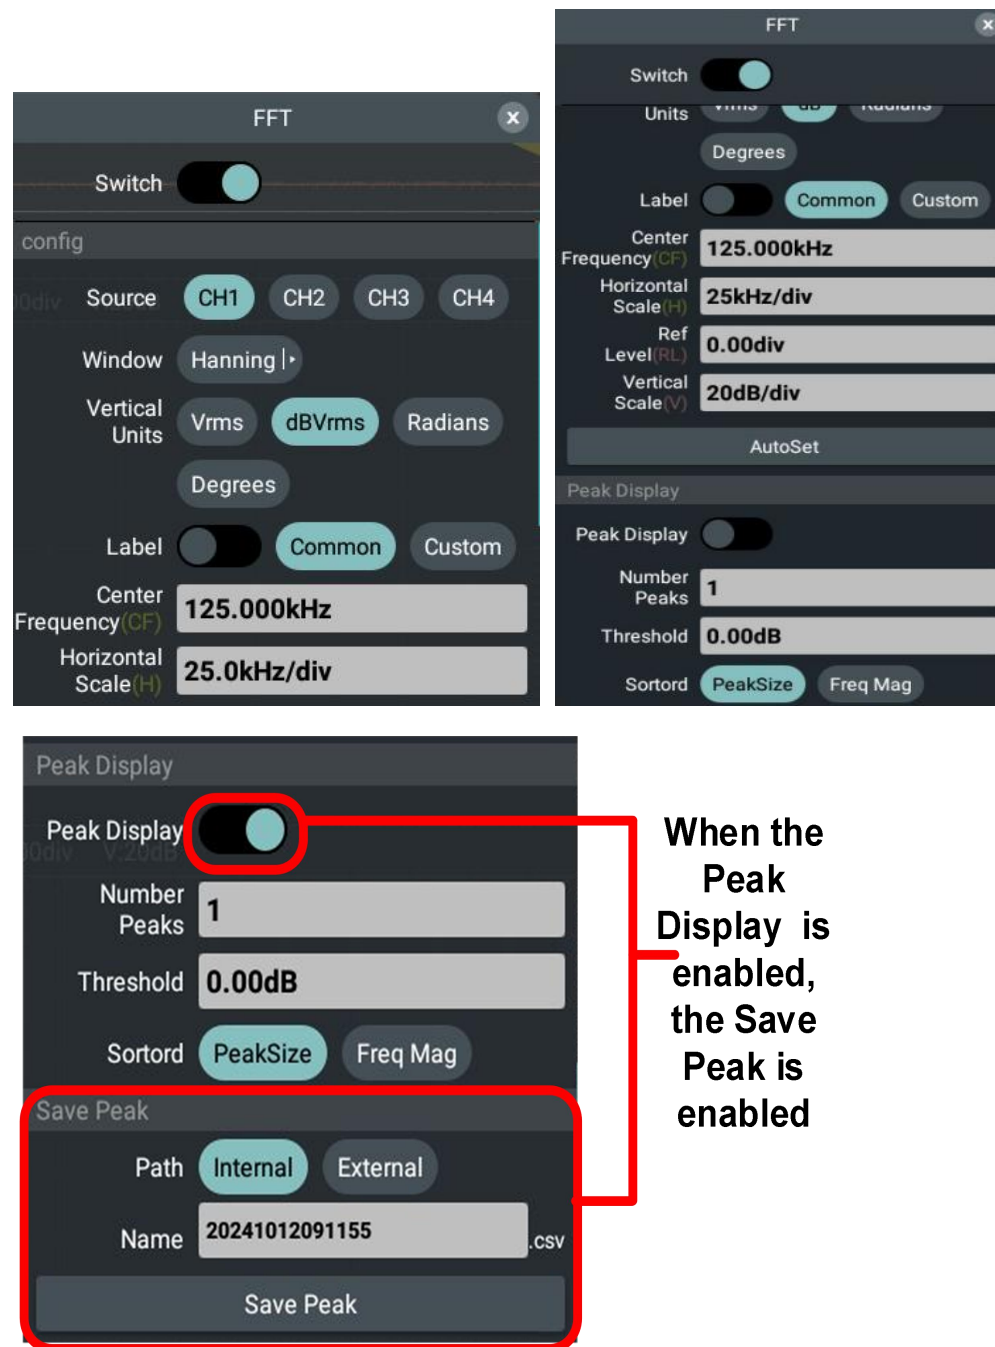 FFT
x
Switch
config
Source CH1 CH2 CH3 CH4
Window Hanning
Vertical
Units Vrms dBVrms Radians
Degrees
Label Common Custom
Center
Frequency(CF) 125.000kHz
Horizontal
Scale(H) 25.0kHz/div
FFT
x
Switch
Units Vrms dB Radians
Degrees
Label Common Custom
Center
Frequency(CF) 125.000kHz
Horizontal
Scale(H) 25kHz/div
Ref
Level(RL) 0.00div
Vertical
Scale(V) 20dB/div
AutoSet
Peak Display
Peak Display
Number
Peaks 1
Threshold 0.00dB
Sortord PeakSize Freq Mag
Peak Display
Peak Display
V:20dB
Number
Peaks 1
Threshold 0.00dB
Sortord PeakSize Freq Mag
Save Peak
Path Internal External
Name 20241012091155 .csv
Save Peak
When the
Peak
Display is
enabled,
the Save
Peak is
enabled